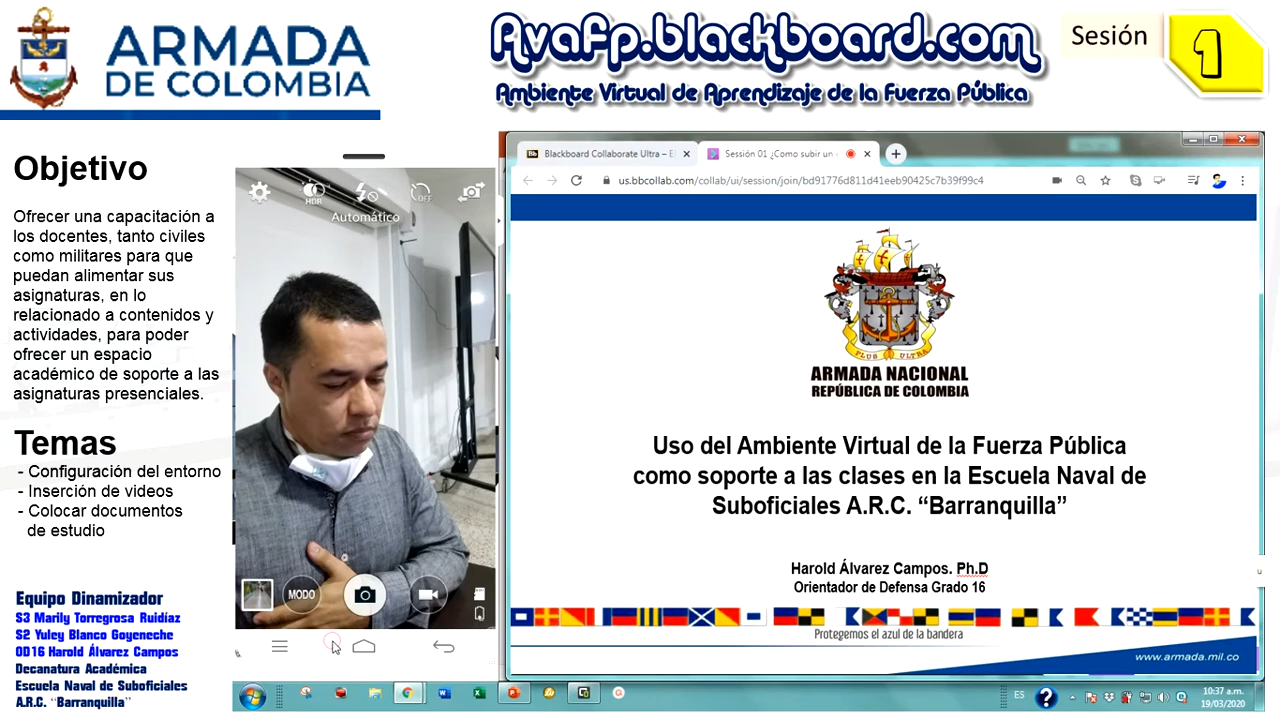 ARMADA
DE COLOMBIA
AvaFp.blackboard.com
Ambiente Virtual de Aprendizaje de la Fuerza Pública
Sesión
1
Objetivo
Ofrecer una capacitación a
los docentes, tanto civiles
como militares para que
puedan alimentar sus
asignaturas, en lo
relacionado a contenidos y
actividades, para poder
ofrecer un espacio
académico de soporte a las
asignaturas presenciales.
Temas
- Configuración del entorno
- Inserción de videos
- Colocar documentos
de estudio
Equipo Dinamizador
S3 Marily Torregrosa Ruidíaz
S2 Yuley Blanco Goyeneche
OD16 Harold Álvarez Campos
Decanatura Académica
Escuela Naval de Suboficiales
A.R.C. “Barranquilla”
HDR
OFF
Automático
MODO
Bb Blackboard Collaborate Ultra – E
Sesión 01 ¿Como subir un
us.bbcollab.com/collab/ui/session/join/bd91776d811d41eeb90425c7b39f99c4
PLUS ULTRA
ARMADA NACIONAL
REPÚBLICA DE COLOMBIA
Uso del Ambiente Virtual de la Fuerza Pública
como soporte a las clases en la Escuela Naval de
Suboficiales A.R.C. “Barranquilla”
Harold Álvarez Campos. Ph.D
Orientador de Defensa Grado 16
Protegemos el azul de la bandera
www.armada.mil.co
ES
10:37 a.m.
19/03/2020